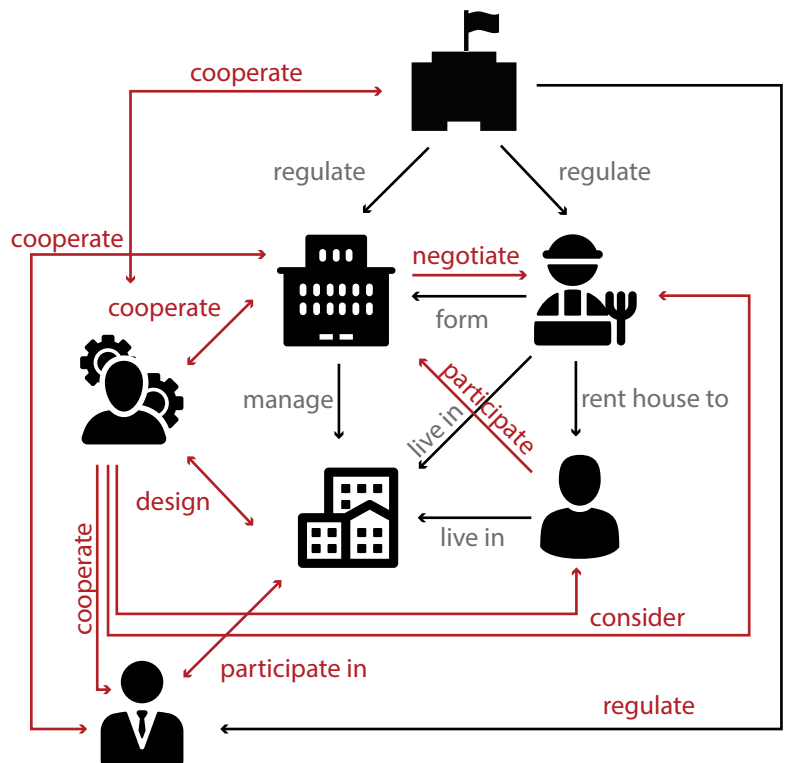 cooperate
regulate
regulate
cooperate
negotiate
cooperate
form
manage
participate
live in
rent house to
design
live in
cooperate
consider
participate in
regulate